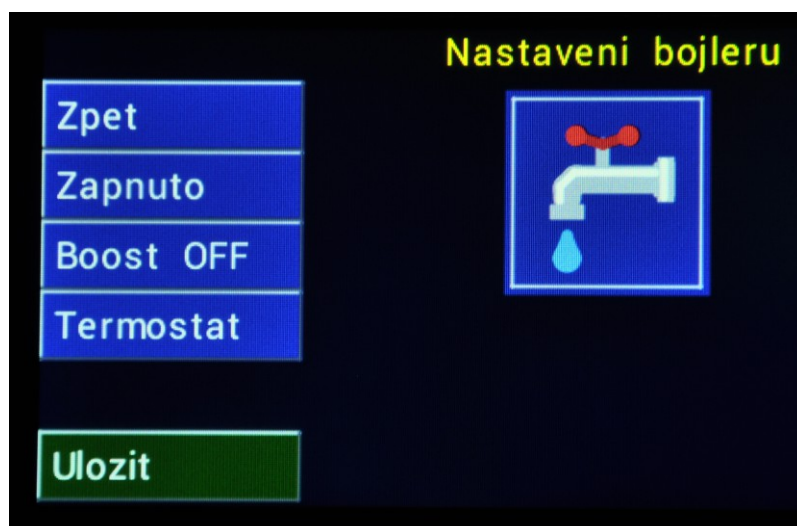 Nastaveni bojleru
Zpet
Zapnuto
Boost OFF
Termostat
Ulozit